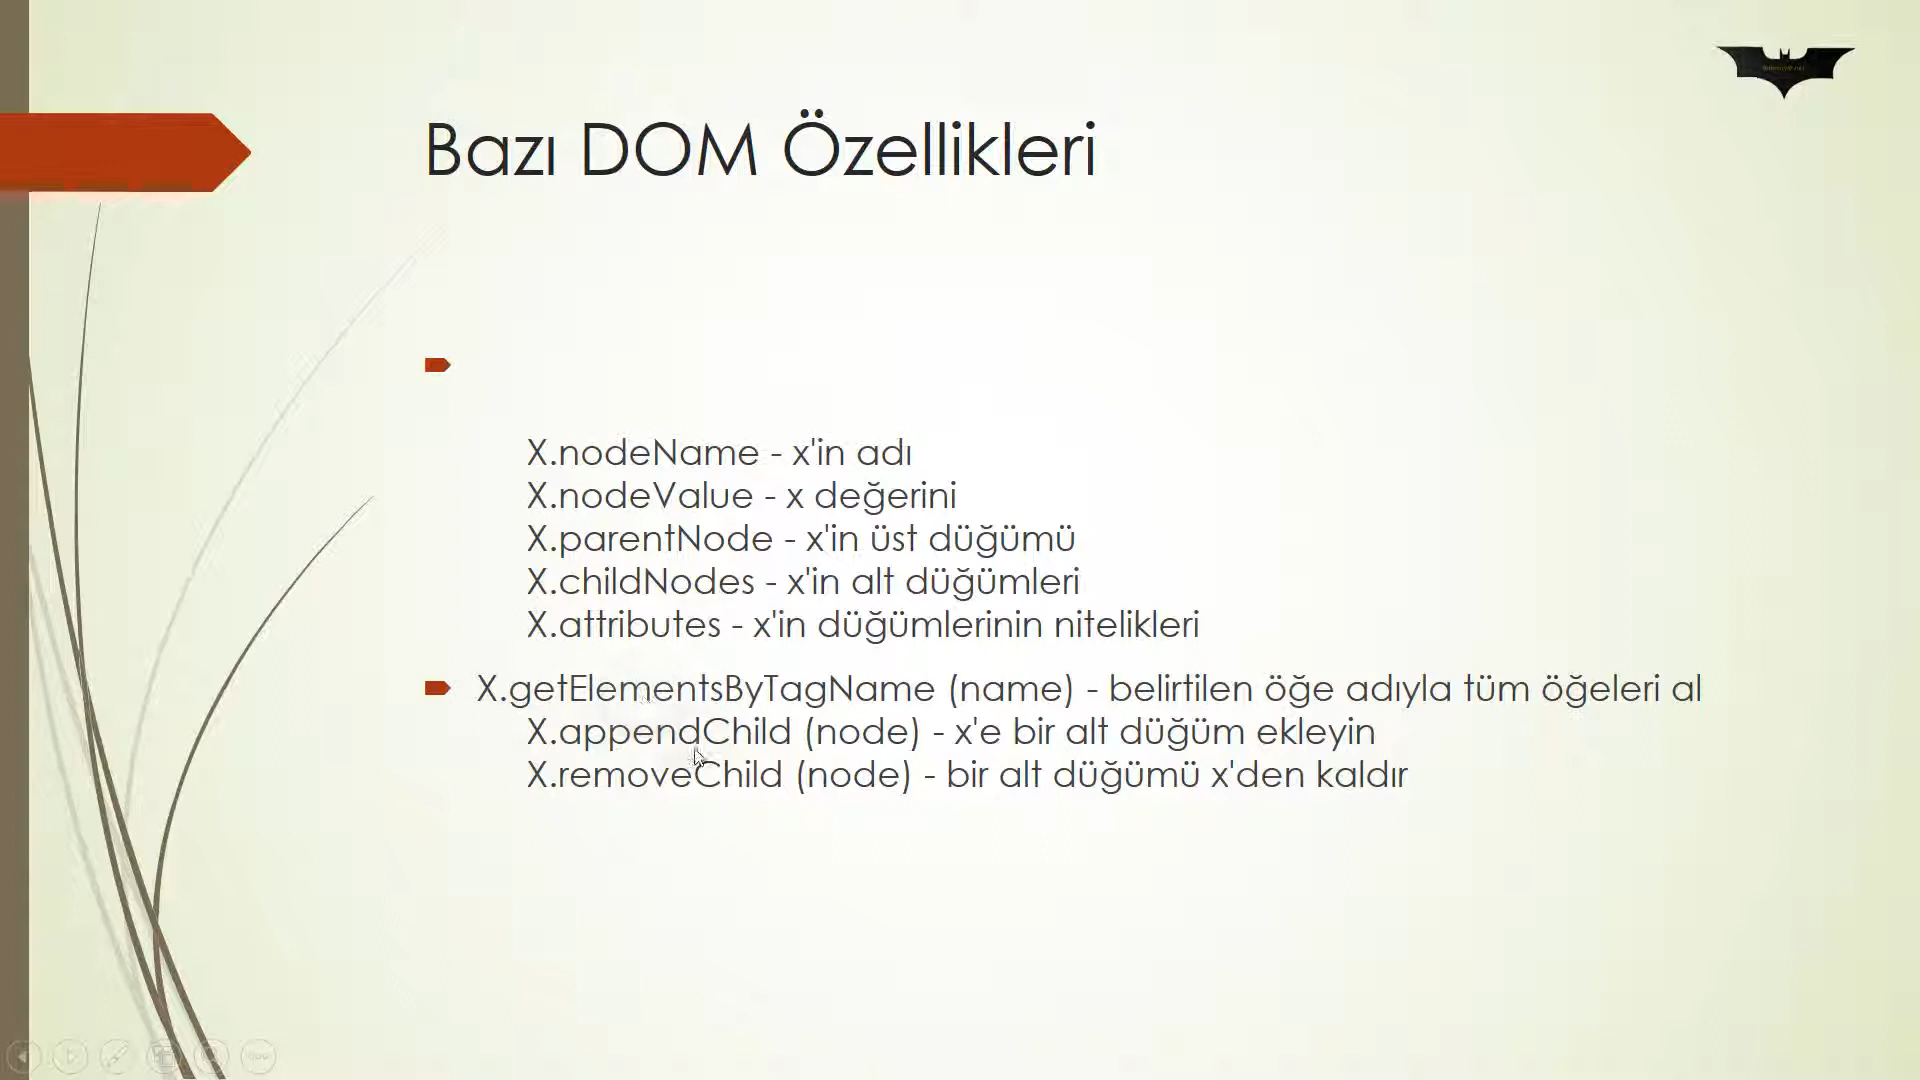 Bazı DOM Özellikleri
X.nodeName - x'in adı
X.nodeValue - x değerini
X.parentNode - x'in üst düğümü
X.childNodes - x'in alt düğümleri
X.attributes - x'in düğümlerinin nitelikleri
X.getElementsByTagName (name) - belirtilen öğe adıyla tüm öğeleri al
X.appendChild (node) - x'e bir alt düğüm ekleyin
X.removeChild (node) - bir alt düğümü x'den kaldır